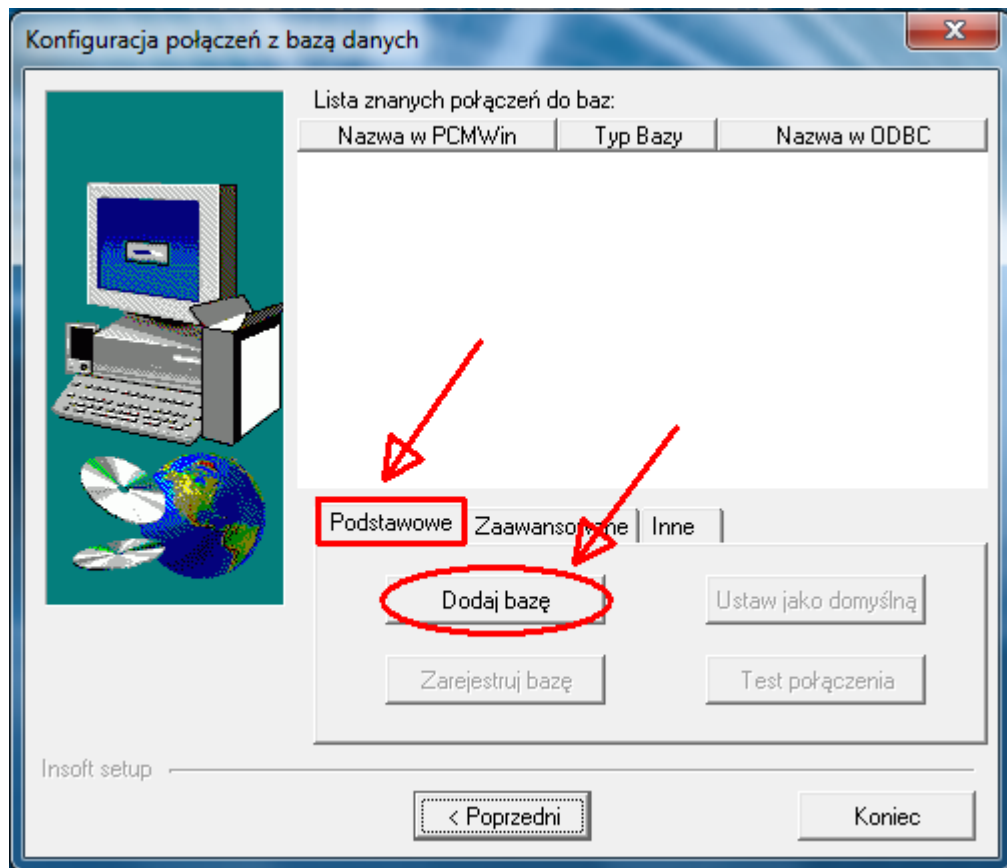 Konfiguracja połączeń z bazą danych
x
Lista znanych połączeń do baz:
Nazwa w PCMWin Typ Bazy Nazwa w ODBC
Podstawowe Zaawansowane Inne
Dodaj bazę Ustaw jako domyślną
Zarejestruj bazę Test połączenia
Insoft setup
< Poprzedni Koniec